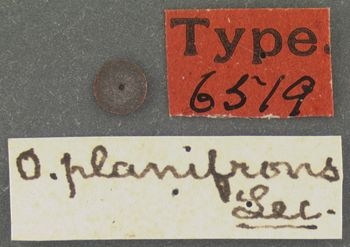 Type.
6519
O. planifrons
Lec.